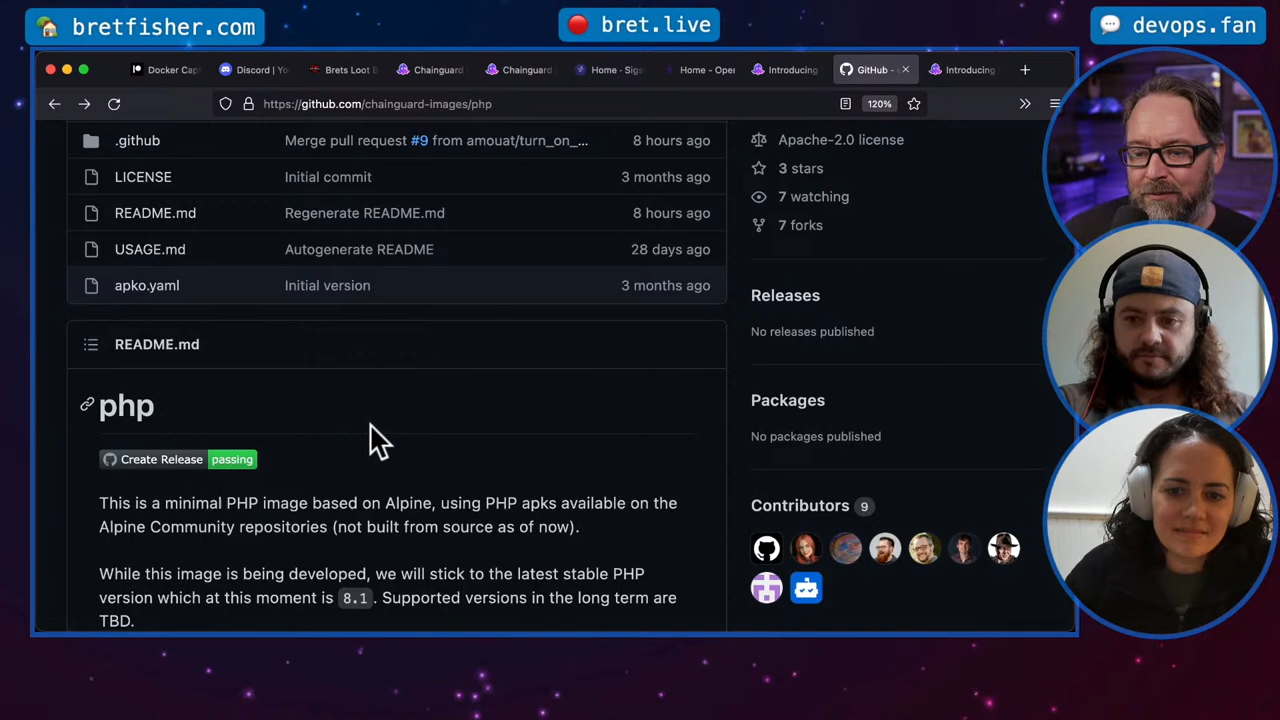 bretfisher.com
bret.live
devops.fan
Docker Cap
Discord | Yo
Brets Loot B
Chainguard
Chainguard
Home - Sigs
Home - Oper
Introducing
GitHub -
Introducing
https://github.com/chainguard-images/php
120%
.github
Merge pull request #9 from amouat/turn_on_...
8 hours ago
LICENSE
Initial commit
3 months ago
README.md
Regenerate README.md
8 hours ago
USAGE.md
Autogenerate README
28 days ago
apko.yaml
Initial version
3 months ago
README.md
php
Create Release passing
This is a minimal PHP image based on Alpine, using PHP apks available on the
Alpine Community repositories (not built from source as of now).
While this image is being developed, we will stick to the latest stable PHP
version which at this moment is 8.1. Supported versions in the long term are
TBD.
Apache-2.0 license
3 stars
7 watching
7 forks
Releases
No releases published
Packages
No packages published
Contributors 9